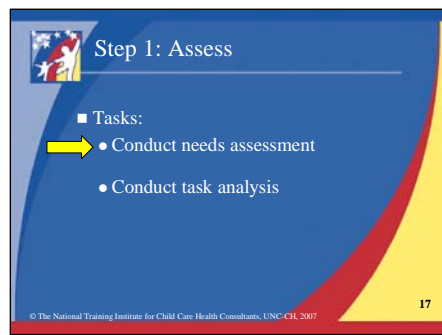 Step 1: Assess
■ Tasks:
● Conduct needs assessment
● Conduct task analysis
17
© The National Training Institute for Child Care Health Consultants, UNC-CH, 2007